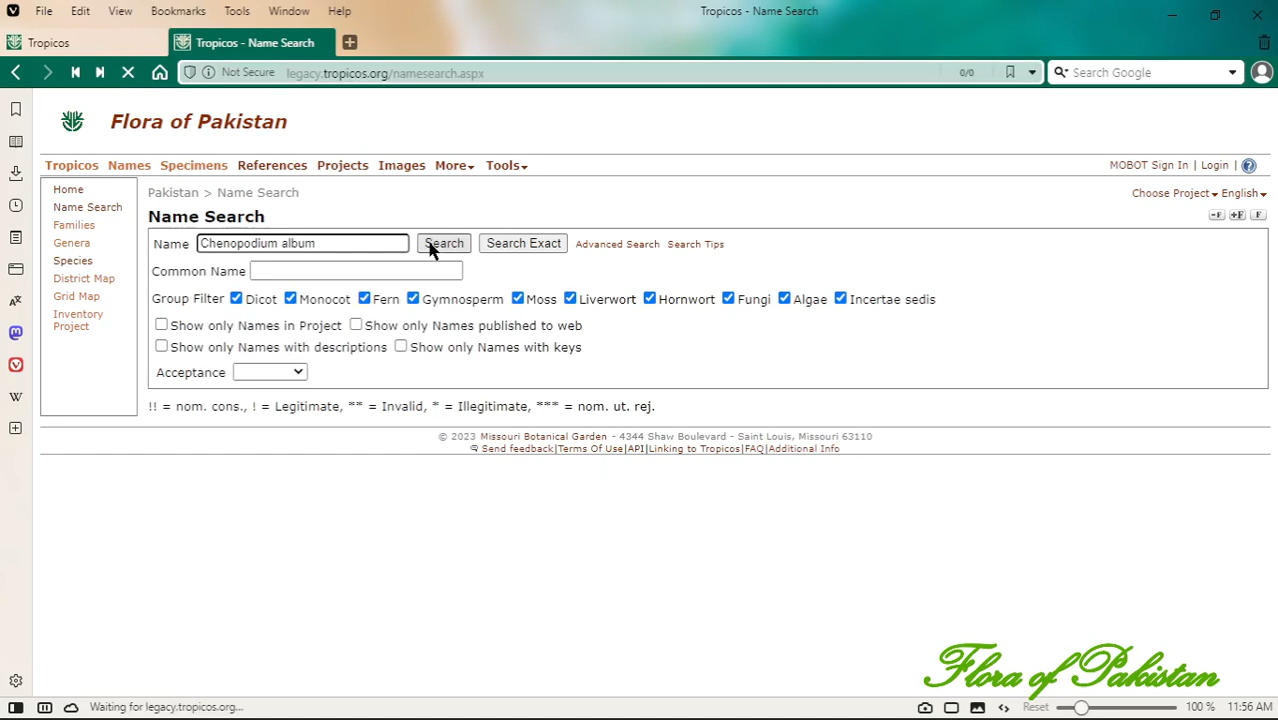 File Edit View Bookmarks Tools Window Help Tropicos - Name Search
Tropicos Tropicos - Name Search
Not Secure legacy.tropicos.org/namesearch.aspx 0/0 Search Google
Flora of Pakistan
Tropicos Names Specimens References Projects Images More Tools MOBOT Sign In | Login | ?
Home
Name Search
Families
Genera
Species
District Map
Grid Map
Inventory
Project
Pakistan > Name Search Choose Project English
Name Search -F +F F
Name Chenopodium album Search Search Exact Advanced Search Search Tips
Common Name
Group Filter Dicot Monocot Fern Gymnosperm Moss Liverwort Hornwort Fungi Algae Incertae sedis
Show only Names in Project Show only Names published to web
Show only Names with descriptions Show only Names with keys
Acceptance
!! = nom. cons., ! = Legitimate, ** = Invalid, * = Illegitimate, *** = nom. ut. rej.
© 2023 Missouri Botanical Garden - 4344 Shaw Boulevard - Saint Louis, Missouri 63110
Send feedback|Terms Of Use|API|Linking to Tropicos|FAQ|Additional Info
Flora of Pakistan
Waiting for legacy.tropicos.org... Reset 100 % 11:56 AM